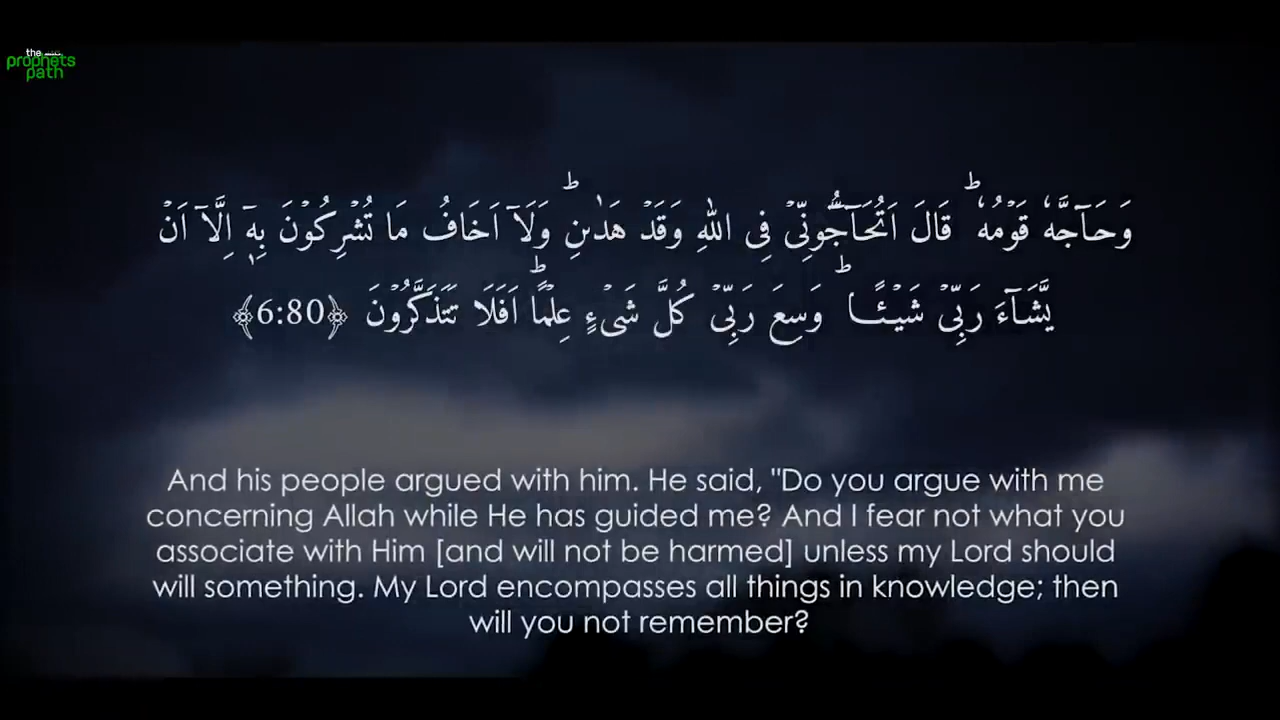 the
prophets
path
وَحَآجَّهٗ قَوْمُهٗ ؕ قَالَ اَتُحَآجُّوْٓنِّىْ فِى اللّٰهِ وَقَدْ هَدٰٮنِ ؕ وَلَاۤ اَخَافُ مَا تُشْرِكُوْنَ بِهٖۤ اِلَّاۤ اَنْ
يَّشَآءَ رَبِّىْ شَيْـًٔـــا ؕ وَسِعَ رَبِّىْ كُلَّ شَىْءٍ عِلْمًا ؕ اَفَلَا تَتَذَكَّرُوْنَ ﴿6:80﴾
And his people argued with him. He said, "Do you argue with me
concerning Allah while He has guided me? And I fear not what you
associate with Him [and will not be harmed] unless my Lord should
will something. My Lord encompasses all things in knowledge; then
will you not remember?